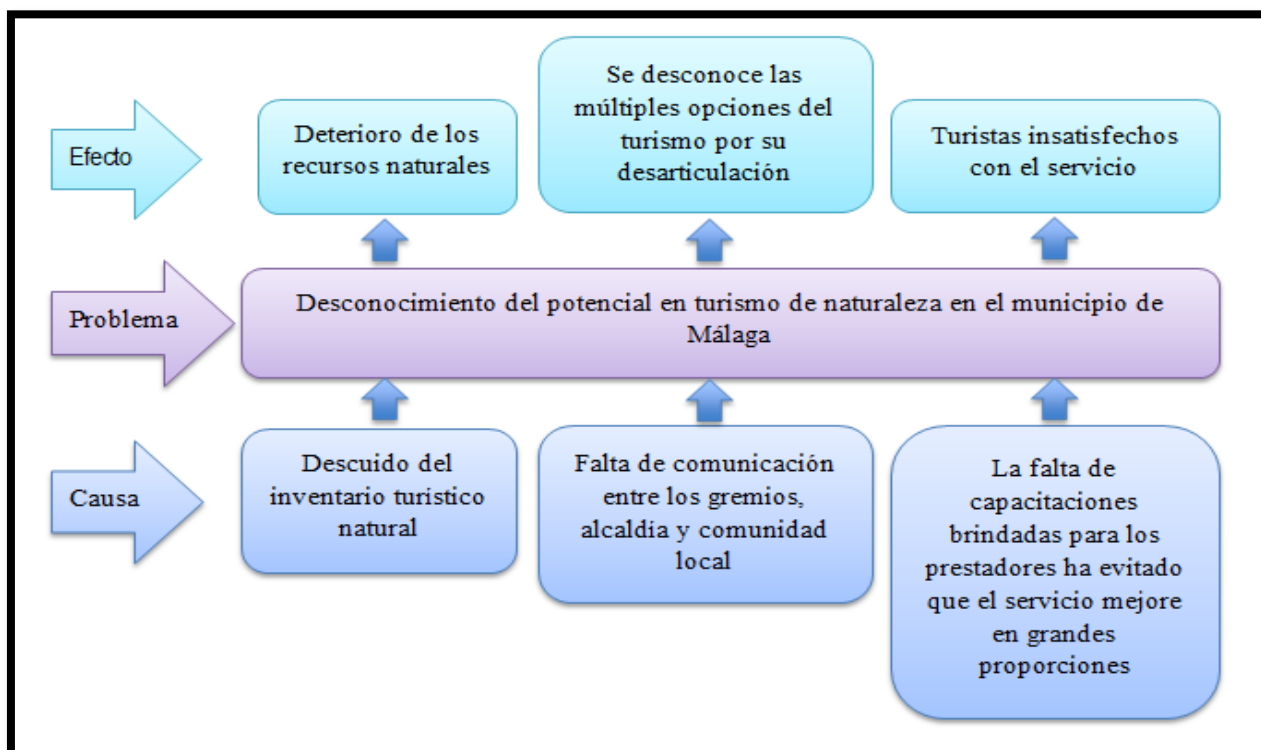 Efecto
Deterioro de los
recursos naturales
Se desconoce las
múltiples opciones del
turismo por su
desarticulación
Turistas insatisfechos
con el servicio
Problema
Desconocimiento del potencial en turismo de naturaleza en el municipio de
Málaga
Causa
Descuido del
inventario turístico
natural
Falta de comunicación
entre los gremios,
alcaldía y comunidad
local
La falta de
capacitaciones
brindadas para los
prestadores ha evitado
que el servicio mejore
en grandes
proporciones